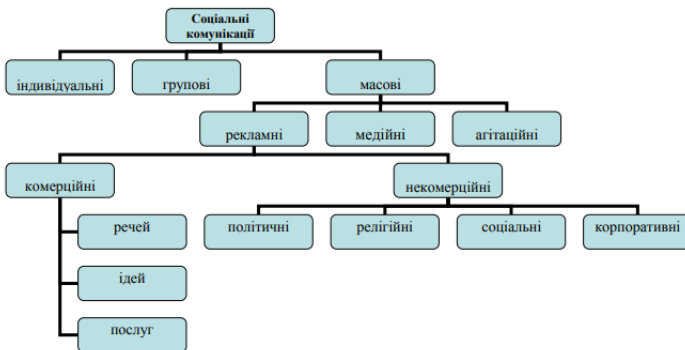 Соціальні
комунікації
індивідуальні
групові
масові
рекламні
медійні
агітаційні
комерційні
некомерційні
речей
політичні
релігійні
соціальні
корпоративні
ідей
послуг